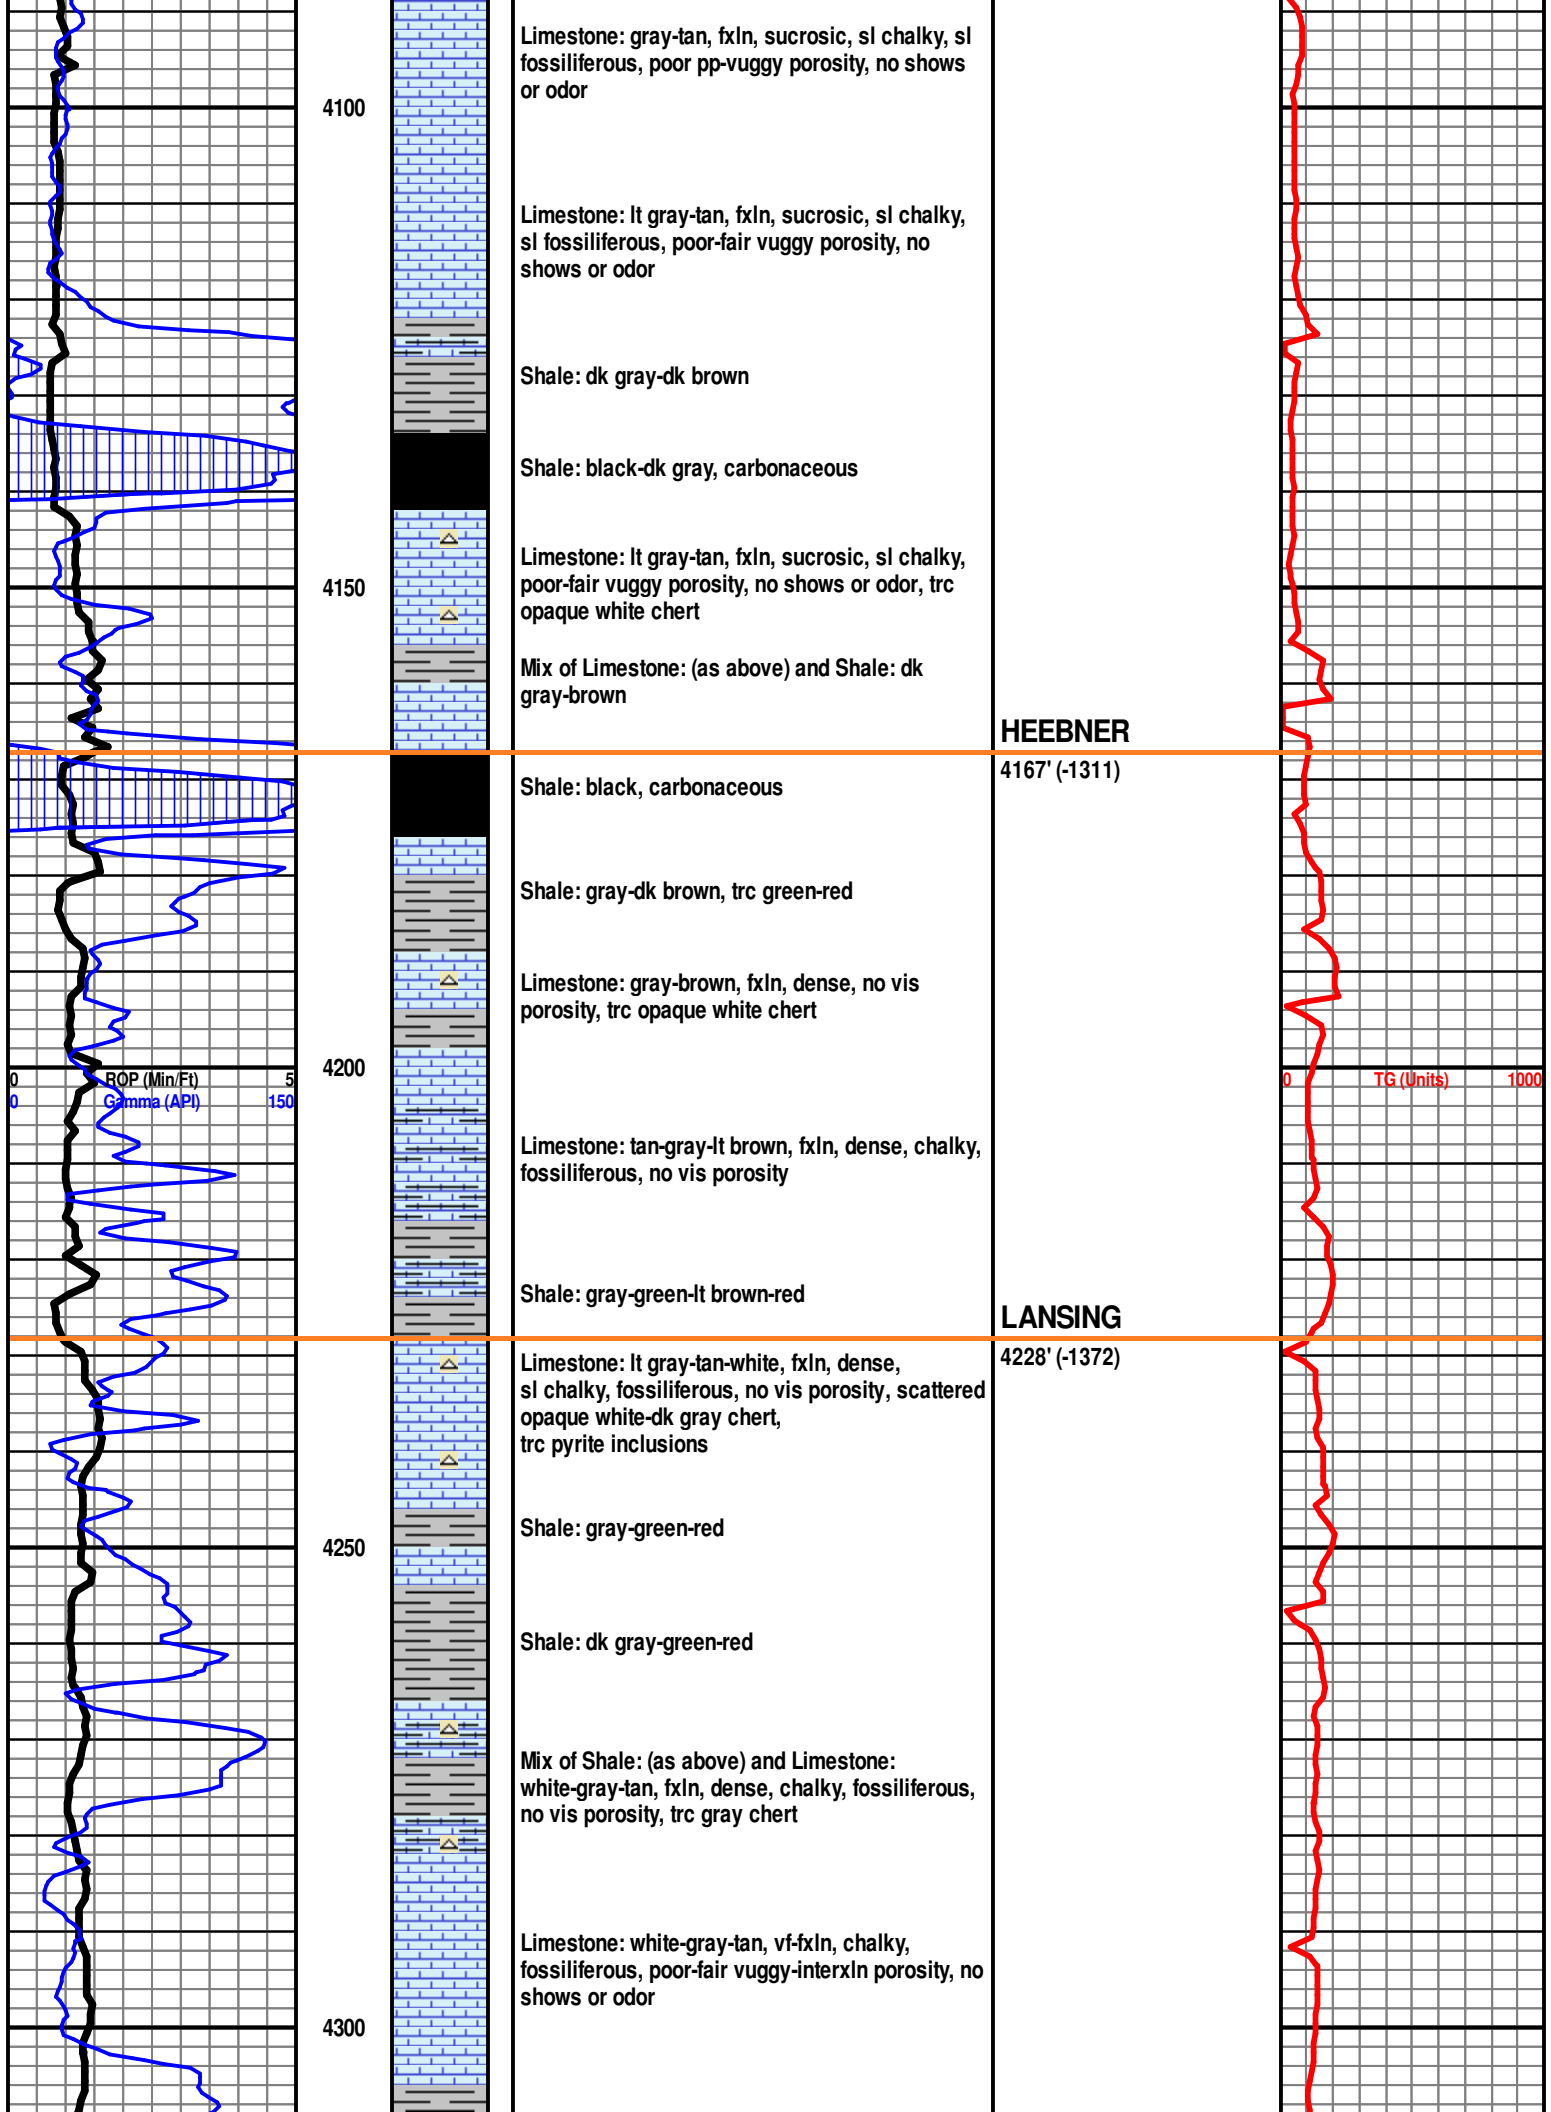 Limestone: gray-tan, fxln, sucrosic, sl chalky, sl
fossiliferous, poor pp-vuggy porosity, no shows
or odor
4100
Limestone: lt gray-tan, fxln, sucrosic, sl chalky,
sl fossiliferous, poor-fair vuggy porosity, no
shows or odor
Shale: dk gray-dk brown
Shale: black-dk gray, carbonaceous
Limestone: lt gray-tan, fxln, sucrosic, sl chalky,
poor-fair vuggy porosity, no shows or odor, trc
opaque white chert
4150
Mix of Limestone: (as above) and Shale: dk
gray-brown
HEEBNER
4167' (-1311)
Shale: black, carbonaceous
Shale: gray-dk brown, trc green-red
Limestone: gray-brown, fxln, dense, no vis
porosity, trc opaque white chert
4200
0 ROP (Min/Ft) 5
0 Gamma (API) 150
0 TG (Units) 1000
Limestone: tan-gray-lt brown, fxln, dense, chalky,
fossiliferous, no vis porosity
Shale: gray-green-lt brown-red
LANSING
4228' (-1372)
Limestone: lt gray-tan-white, fxln, dense,
sl chalky, fossiliferous, no vis porosity, scattered
opaque white-dk gray chert,
trc pyrite inclusions
Shale: gray-green-red
4250
Shale: dk gray-green-red
Mix of Shale: (as above) and Limestone:
white-gray-tan, fxln, dense, chalky, fossiliferous,
no vis porosity, trc gray chert
Limestone: white-gray-tan, vf-fxln, chalky,
fossiliferous, poor-fair vuggy-interxln porosity, no
shows or odor
4300